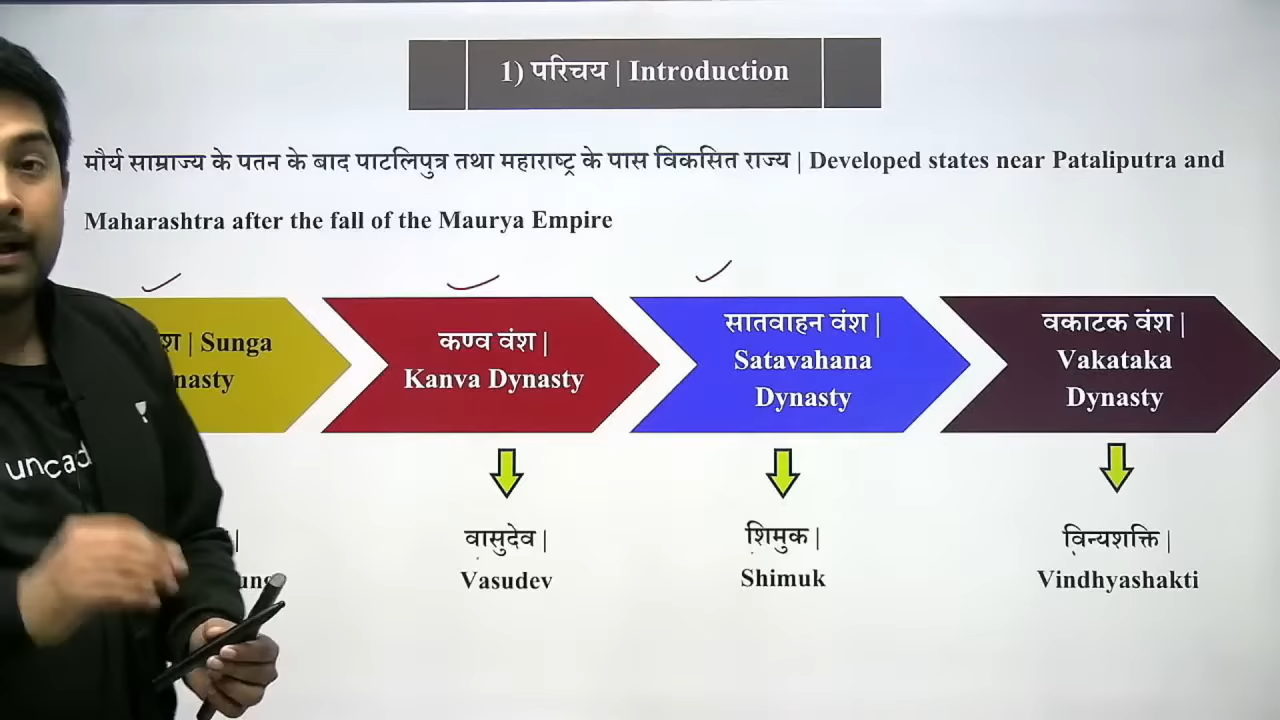 1) परिचय | Introduction
मौर्य साम्राज्य के पतन के बाद पाटलिपुत्र तथा महाराष्ट्र के पास विकसित राज्य | Developed states near Pataliputra and
Maharashtra after the fall of the Maurya Empire
| Sunga
कण्व वंश |
Kanva Dynasty
सातवाहन वंश |
Satavahana
Dynasty
वकाटक वंश |
Vakataka
Dynasty
वासुदेव |
Vasudev
शिमुक |
Shimuk
विन्यशक्ति |
Vindhyashakti